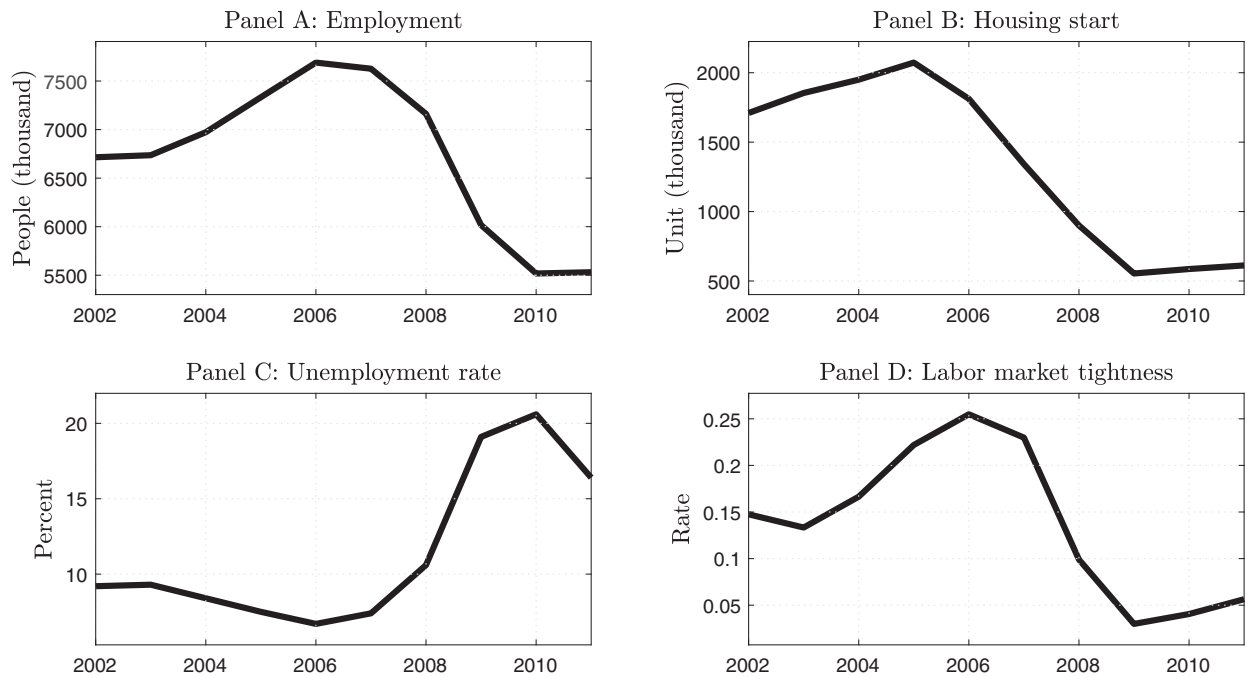 Panel A: Employment
People (thousand)
7500
7000
6500
6000
5500
2002 2004 2006 2008 2010
Panel B: Housing start
Unit (thousand)
2000
1500
1000
500
2002 2004 2006 2008 2010
Panel C: Unemployment rate
Percent
20
15
10
2002 2004 2006 2008 2010
Panel D: Labor market tightness
Rate
0.25
0.2
0.15
0.1
0.05
2002 2004 2006 2008 2010